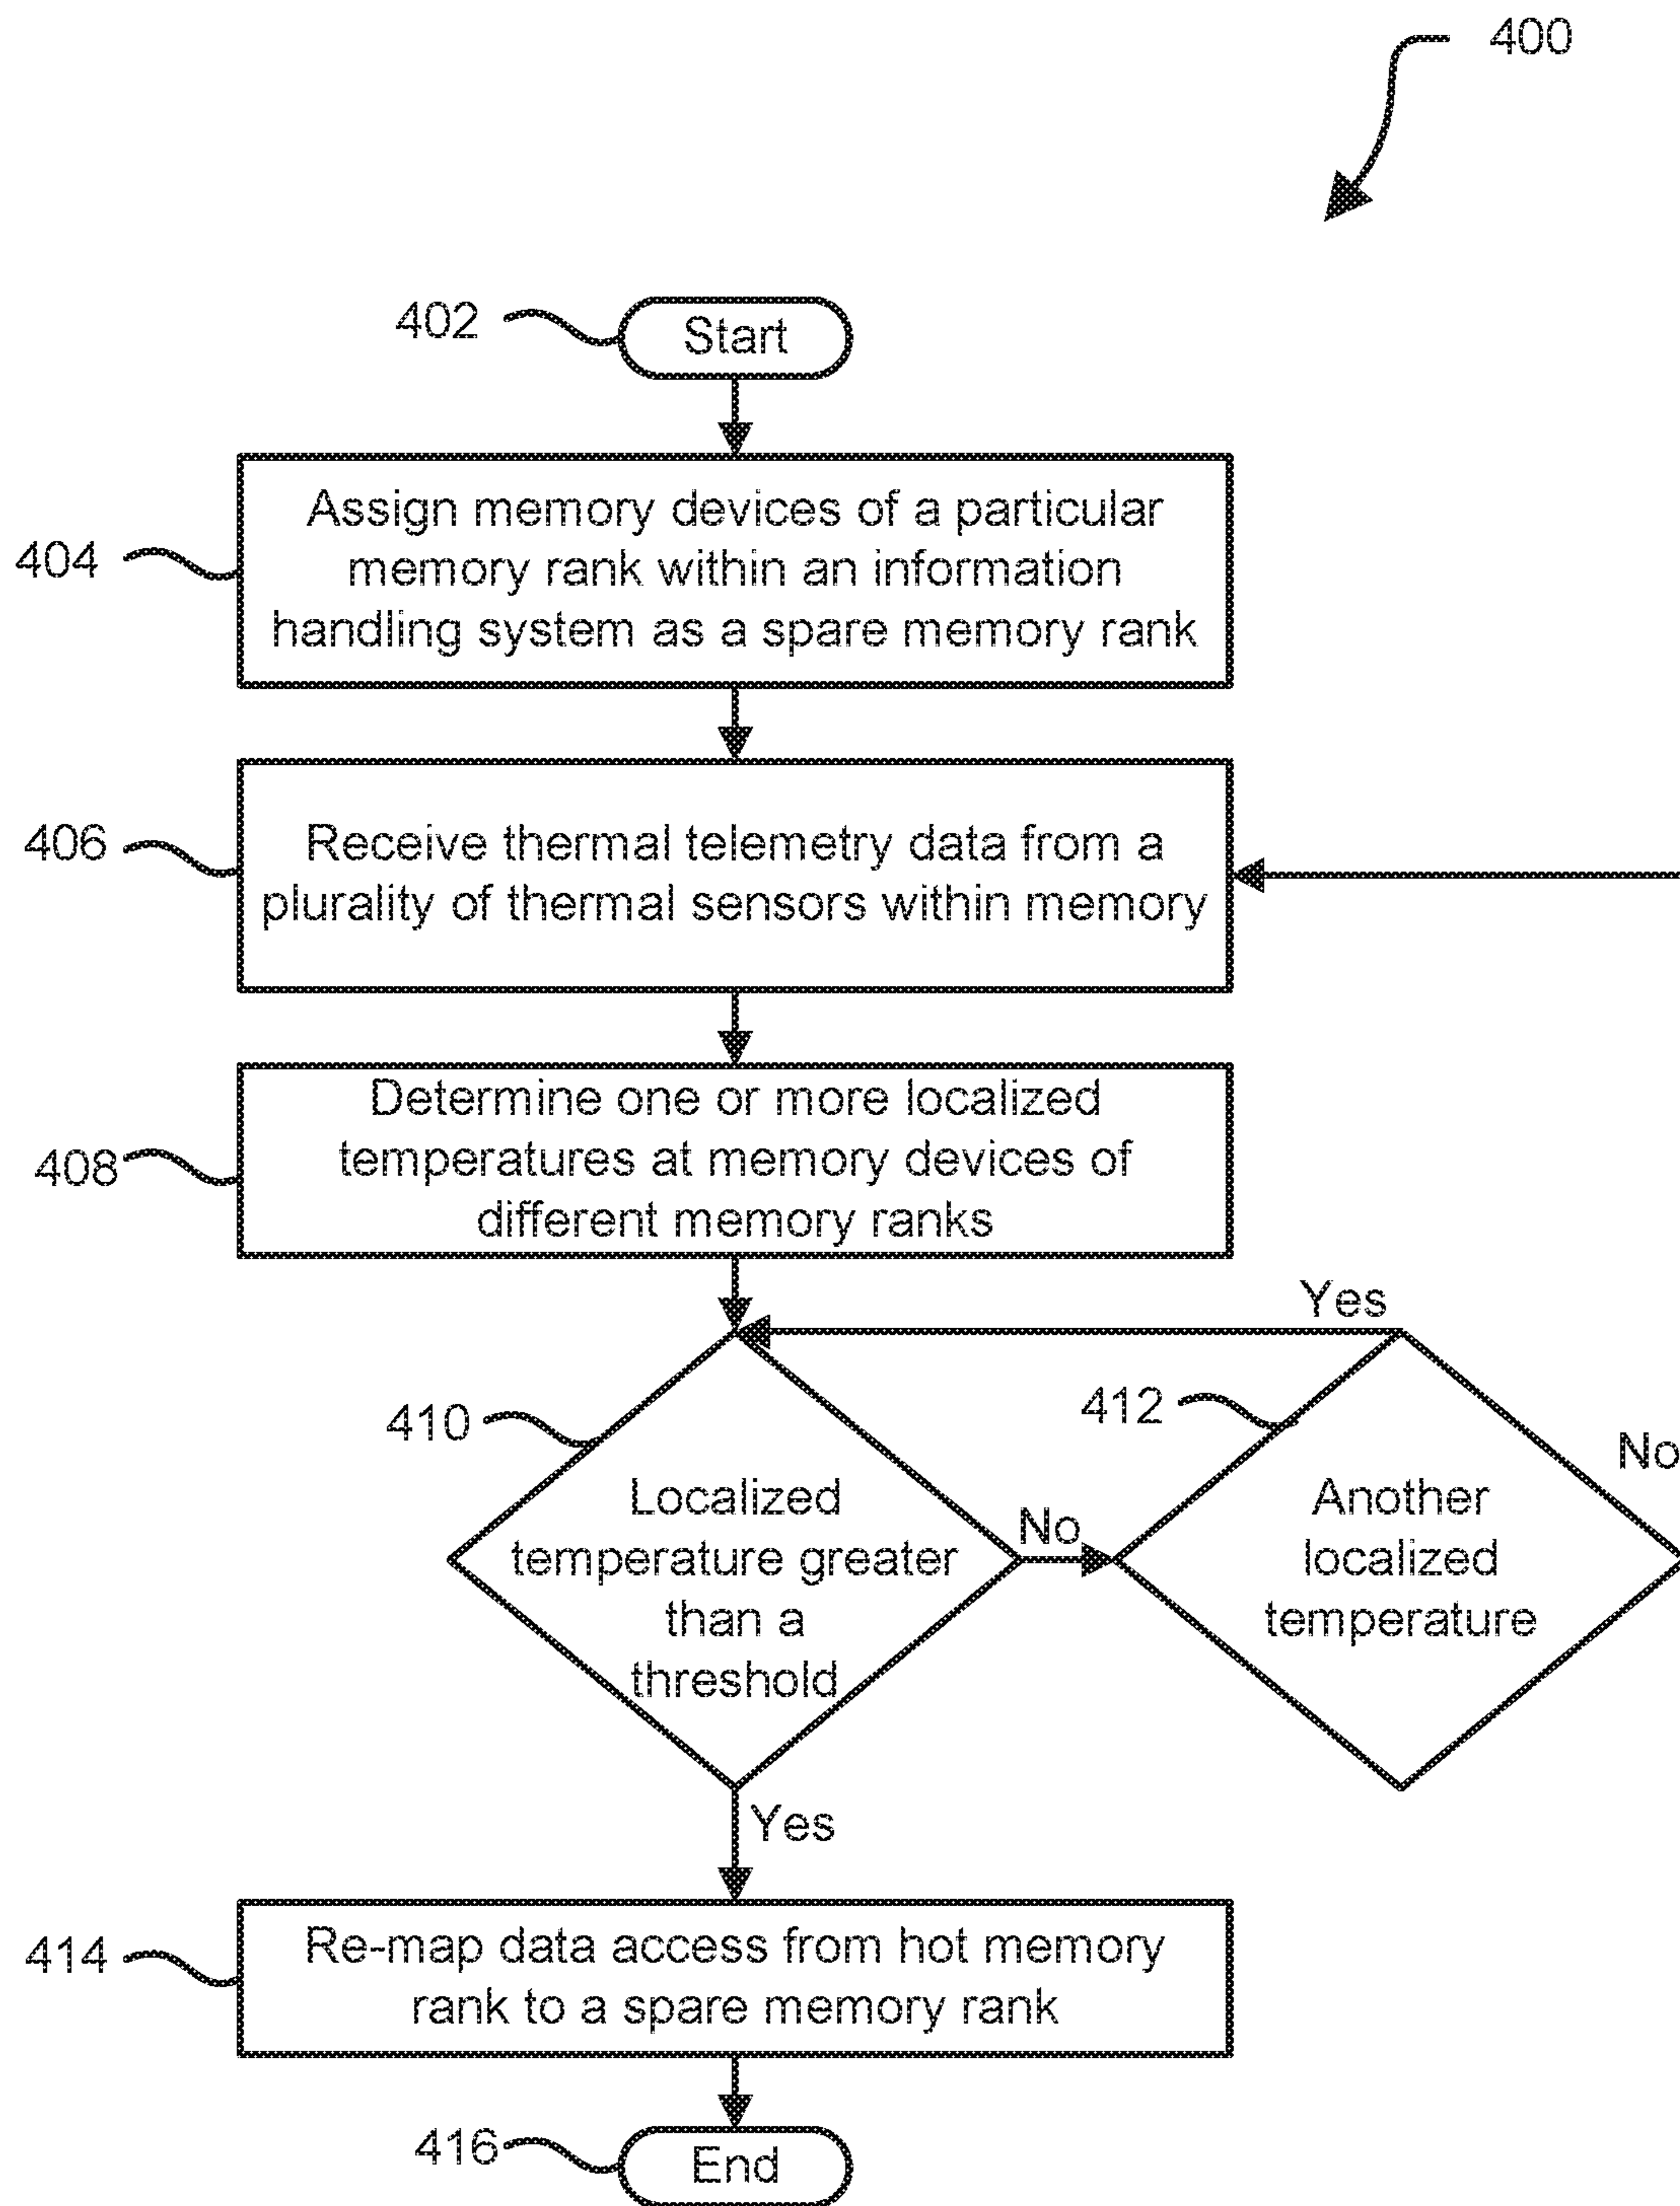 400
402
Start
404
Assign memory devices of a particular
memory rank within an information
handling system as a spare memory rank
406
Receive thermal telemetry data from a
plurality of thermal sensors within memory
408
Determine one or more localized
temperatures at memory devices of
different memory ranks
Yes
410
412
No
Localized
temperature greater
than a
threshold
No
Another
localized
temperature
Yes
414
Re-map data access from hot memory
rank to a spare memory rank
416
End